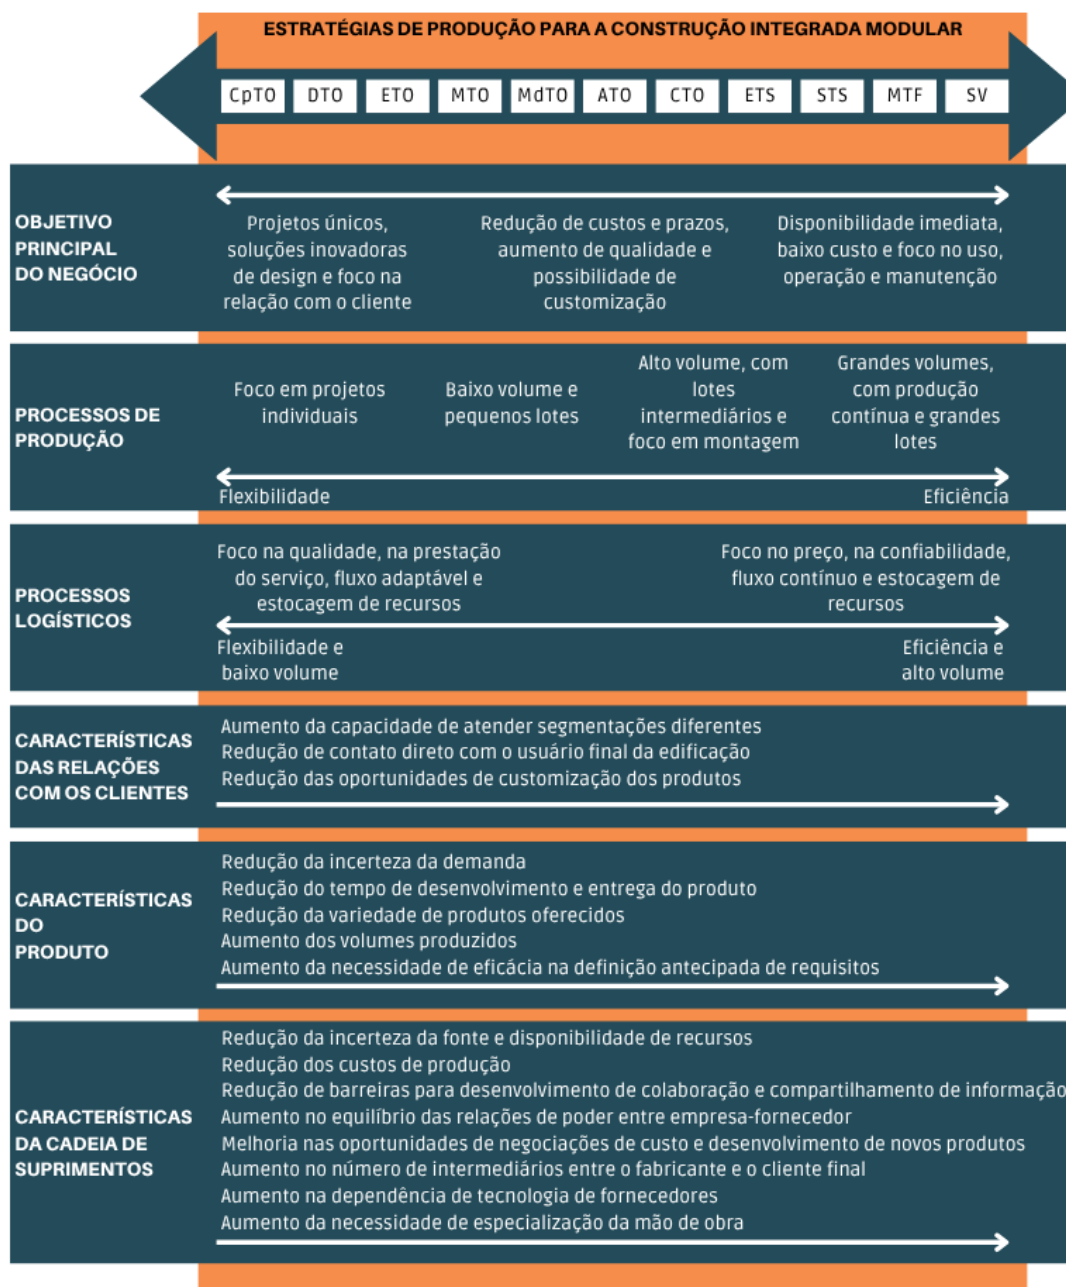 ESTRATÉGIAS DE PRODUÇÃO PARA A CONSTRUÇÃO INTEGRADA MODULAR
CpTO DTO ETO MTO MdTO ATO CTO ETS STS MTF SV
OBJETIVO
PRINCIPAL
DO NEGÓCIO
Projetos únicos,
soluções inovadoras
de design e foco na
relação com o cliente
Redução de custos e prazos,
aumento de qualidade e
possibilidade de
customização
Disponibilidade imediata,
baixo custo e foco no uso,
operação e manutenção
PROCESSOS DE
PRODUÇÃO
Foco em projetos
individuais
Baixo volume e
pequenos lotes
Alto volume, com
lotes
intermediários e
foco em montagem
Grandes volumes,
com produção
contínua e grandes
lotes
Flexibilidade
Eficiência
PROCESSOS
LOGÍSTICOS
Foco na qualidade, na prestação
do serviço, fluxo adaptável e
estocagem de recursos
Foco no preço, na confiabilidade,
fluxo contínuo e estocagem de
recursos
Flexibilidade e
baixo volume
Eficiência e
alto volume
CARACTERÍSTICAS
DAS RELAÇÕES
COM OS CLIENTES
Aumento da capacidade de atender segmentações diferentes
Redução de contato direto com o usuário final da edificação
Redução das oportunidades de customização dos produtos
CARACTERÍSTICAS
DO
PRODUTO
Redução da incerteza da demanda
Redução do tempo de desenvolvimento e entrega do produto
Redução da variedade de produtos oferecidos
Aumento dos volumes produzidos
Aumento da necessidade de eficácia na definição antecipada de requisitos
CARACTERÍSTICAS
DA CADEIA DE
SUPRIMENTOS
Redução da incerteza da fonte e disponibilidade de recursos
Redução dos custos de produção
Redução de barreiras para desenvolvimento de colaboração e compartilhamento de informação
Aumento no equilíbrio das relações de poder entre empresa-fornecedor
Melhoria nas oportunidades de negociações de custo e desenvolvimento de novos produtos
Aumento no número de intermediários entre o fabricante e o cliente final
Aumento na dependência de tecnologia de fornecedores
Aumento da necessidade de especialização da mão de obra